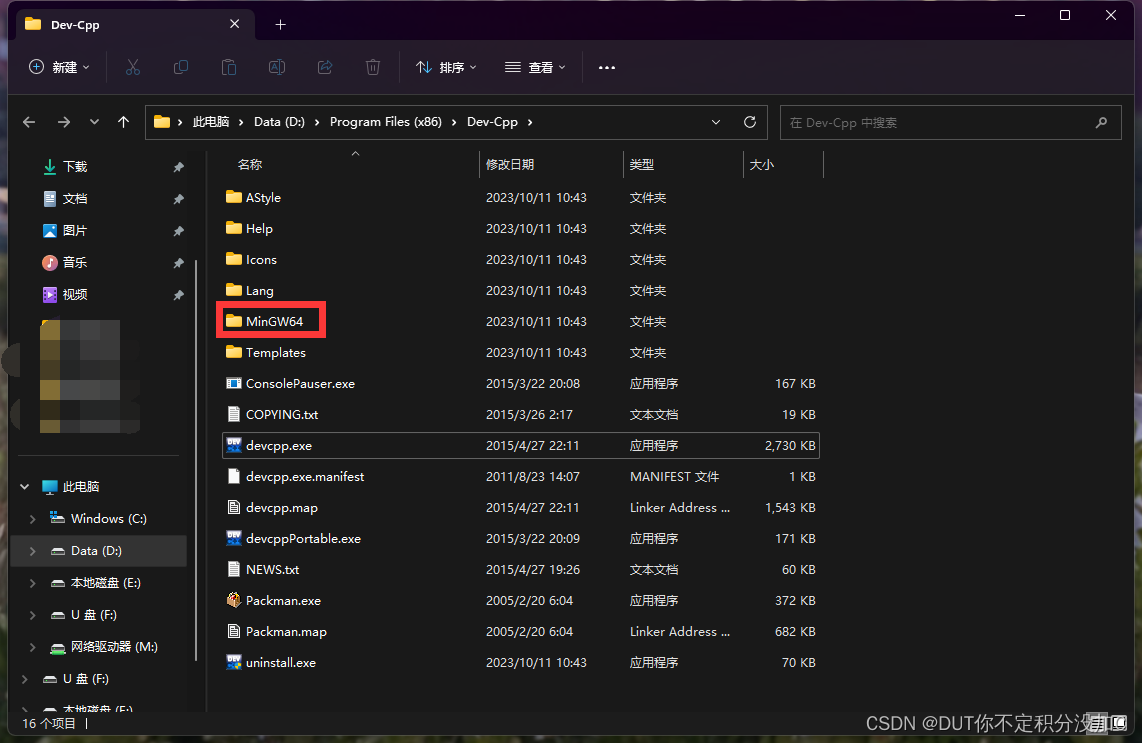 Dev-Cpp
新建 排序 查看
此电脑 Data (D:) Program Files (x86) Dev-Cpp
在 Dev-Cpp 中搜索
下载
文档
图片
音乐
视频
此电脑
Windows (C:)
Data (D:)
本地磁盘 (E:)
U 盘 (F:)
网络驱动器 (M:)
U 盘 (F:)
本地磁盘 (E:)
名称 修改日期 类型 大小
AStyle 2023/10/11 10:43 文件夹
Help 2023/10/11 10:43 文件夹
Icons 2023/10/11 10:43 文件夹
Lang 2023/10/11 10:43 文件夹
MinGW64 2023/10/11 10:43 文件夹
Templates 2023/10/11 10:43 文件夹
ConsolePauser.exe 2015/3/22 20:08 应用程序 167 KB
COPYING.txt 2015/3/26 2:17 文本文档 19 KB
devcpp.exe 2015/4/27 22:11 应用程序 2,730 KB
devcpp.exe.manifest 2011/8/23 14:07 MANIFEST 文件 1 KB
devcpp.map 2015/4/27 22:11 Linker Address ... 1,543 KB
devcppPortable.exe 2015/3/22 20:09 应用程序 171 KB
NEWS.txt 2015/4/27 19:26 文本文档 60 KB
Packman.exe 2005/2/20 6:04 应用程序 372 KB
Packman.map 2005/2/20 6:04 Linker Address ... 682 KB
uninstall.exe 2023/10/11 10:43 应用程序 70 KB
16 个项目
CSDN @DUT你不定积分没加